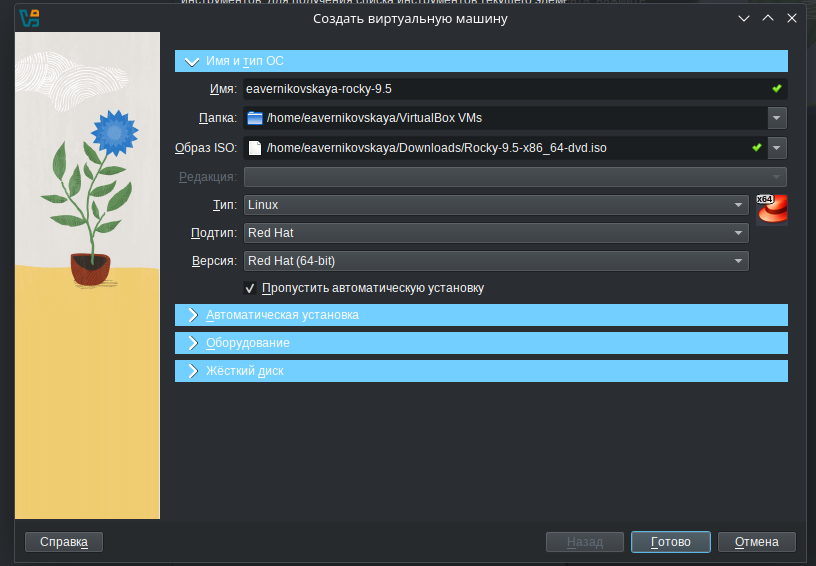 Создать виртуальную машину
Имя и тип ОС
Имя: eavernikovskaya-rocky-9.5
Папка: /home/eavernikovskaya/VirtualBox VMs
Образ ISO: /home/eavernikovskaya/Downloads/Rocky-9.5-x86_64-dvd.iso
Редакция:
Тип: Linux x64
Подтип: Red Hat
Версия: Red Hat (64-bit)
Пропустить автоматическую установку
Автоматическая установка
Оборудование
Жёсткий диск
Справка Назад Готово Отмена